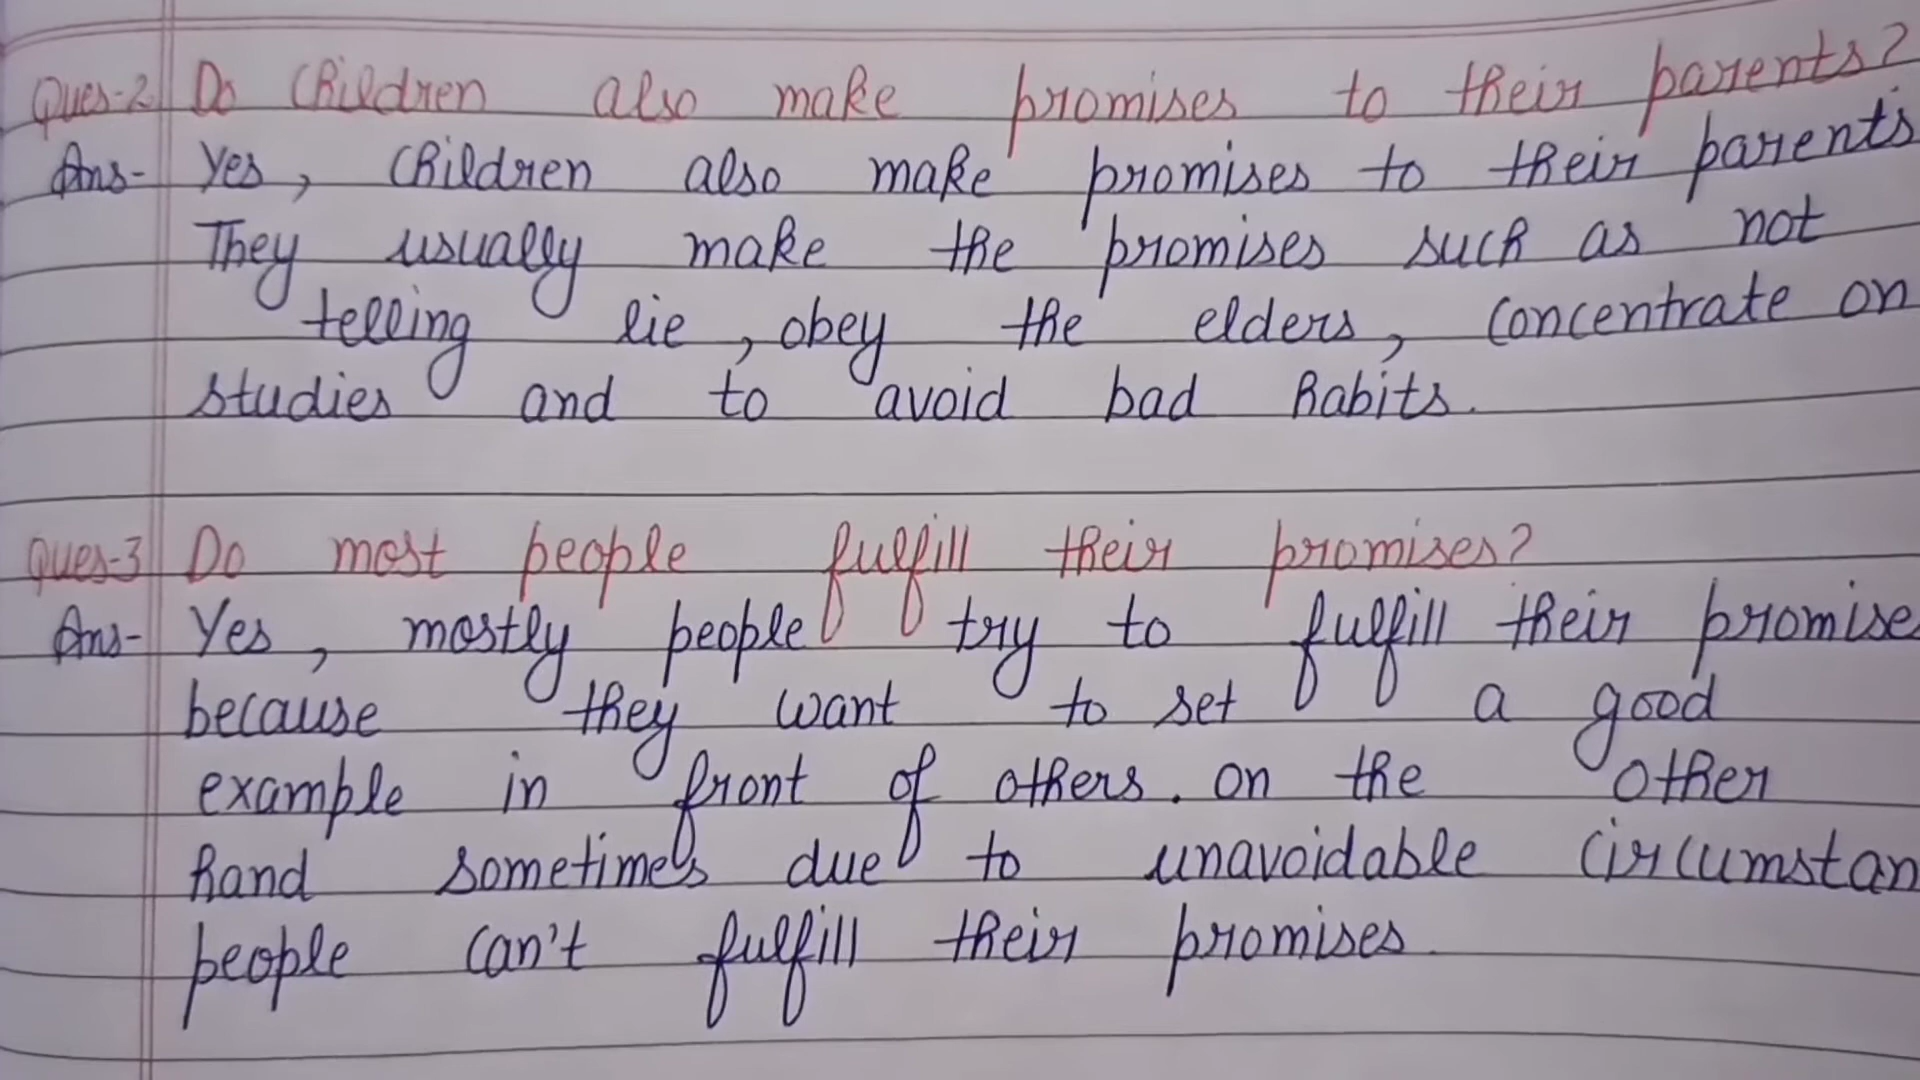 Ques-2 Do children also make promises to their parents?
Ans- Yes, children also make promises to their parents.
They usually make the promises such as not
telling lie, obey the elders, concentrate on
studies and to avoid bad habits.
Ques-3 Do most people fulfill their promises?
Ans- Yes, mostly people try to fulfill their promise
because they want to set a good
example in front of others. on the other
hand sometimes due to unavoidable circumstan
people can't fulfill their promises.